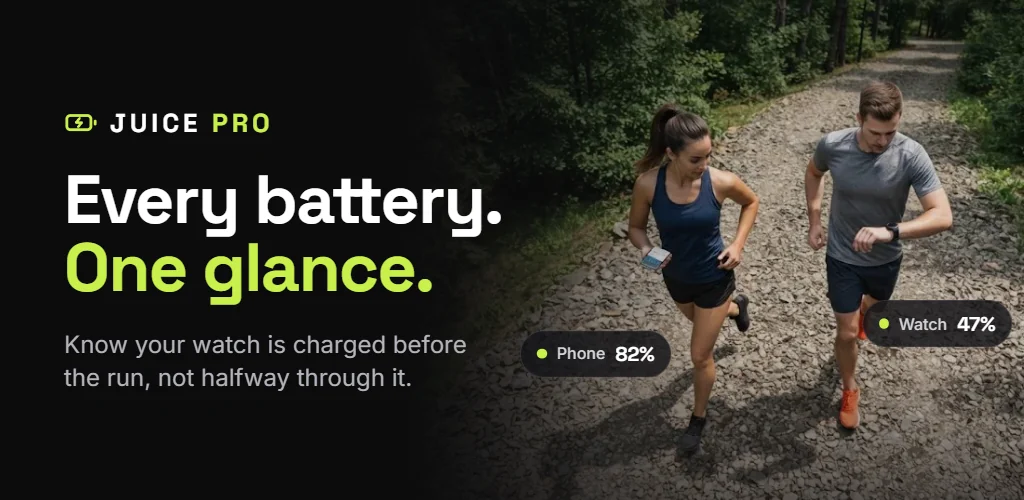 JUICE PRO
Every battery.
One glance.
Know your watch is charged before
the run, not halfway through it.
Phone 82%
Watch 47%